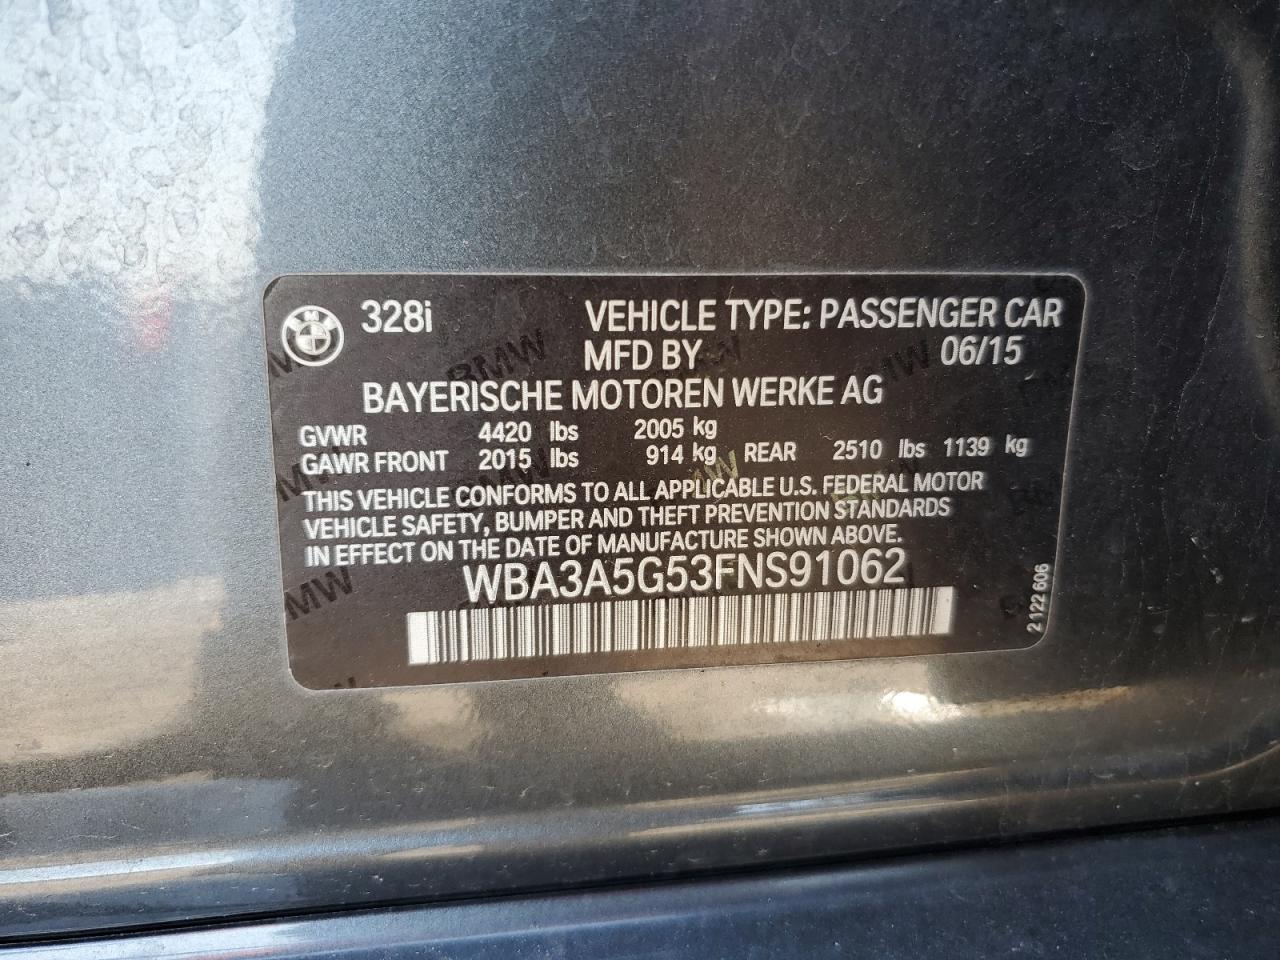 328i VEHICLE TYPE: PASSENGER CAR
MFD BY 06/15
BAYERISCHE MOTOREN WERKE AG
GVWR 4420 lbs 2005 kg
GAWR FRONT 2015 lbs 914 kg REAR 2510 lbs 1139 kg
THIS VEHICLE CONFORMS TO ALL APPLICABLE U.S. FEDERAL MOTOR
VEHICLE SAFETY, BUMPER AND THEFT PREVENTION STANDARDS
IN EFFECT ON THE DATE OF MANUFACTURE SHOWN ABOVE.
WBA3A5G53FNS91062
2 122 606
BMW